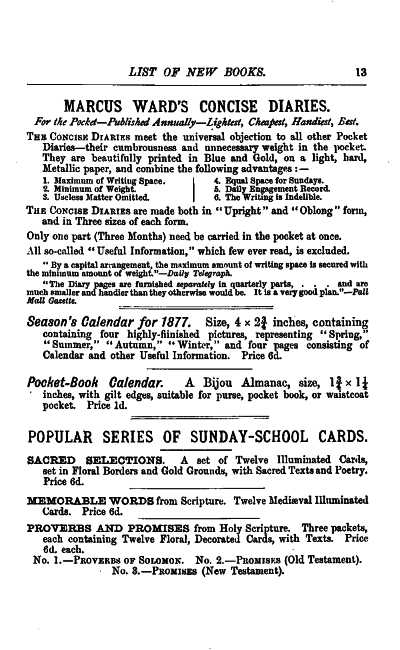 LIST OF NEW BOOKS. 13
MARCUS WARD'S CONCISE DIARIES.
For the Pocket—Published Annually—Lightest, Cheapest, Handiest, Best.
THE CONCISE DIARIES meet the universal objection to all other Pocket
Diaries—their cumbrousness and unnecessary weight in the pocket.
They are beautifully printed in Blue and Gold, on a light, hard,
Metallic paper, and combine the following advantages:—
1. Maximum of Writing Space.
2. Minimum of Weight.
3. Useless Matter Omitted.
4. Equal Space for Sundays.
5. Daily Engagement Record.
6. The Writing is Indelible.
THE CONCISE DIARIES are made both in "Upright" and "Oblong" form,
and in Three sizes of each form.
Only one part (Three Months) need be carried in the pocket at once.
All so-called "Useful Information," which few ever read, is excluded.
"By a capital arrangement, the maximum amount of writing space is secured with
the minimum amount of weight."—Daily Telegraph.
"The Diary pages are furnished separately in quarterly parts, . . . and are
much smaller and handier than they otherwise would be. It is a very good plan."—Pall
Mall Gazette.
Season's Calendar for 1877. Size, 4 × 2¾ inches, containing
containing four highly-finished pictures, representing "Spring,"
"Summer," "Autumn," "Winter," and four pages consisting of
Calendar and other Useful Information. Price 6d.
Pocket-Book Calendar. A Bijou Almanac, size, 1¾ × 1¼
inches, with gilt edges, suitable for purse, pocket book, or waistcoat
pocket. Price 1d.
POPULAR SERIES OF SUNDAY-SCHOOL CARDS.
SACRED SELECTIONS. A set of Twelve Illuminated Cards,
set in Floral Borders and Gold Grounds, with Sacred Texts and Poetry.
Price 6d.
MEMORABLE WORDS from Scripture. Twelve Mediæval Illuminated
Cards. Price 6d.
PROVERBS AND PROMISES from Holy Scripture. Three packets,
each containing Twelve Floral, Decorated Cards, with Texts. Price
6d. each.
No. 1.—PROVERBS OF SOLOMON. No. 2.—PROMISES (Old Testament).
No. 3.—PROMISES (New Testament).